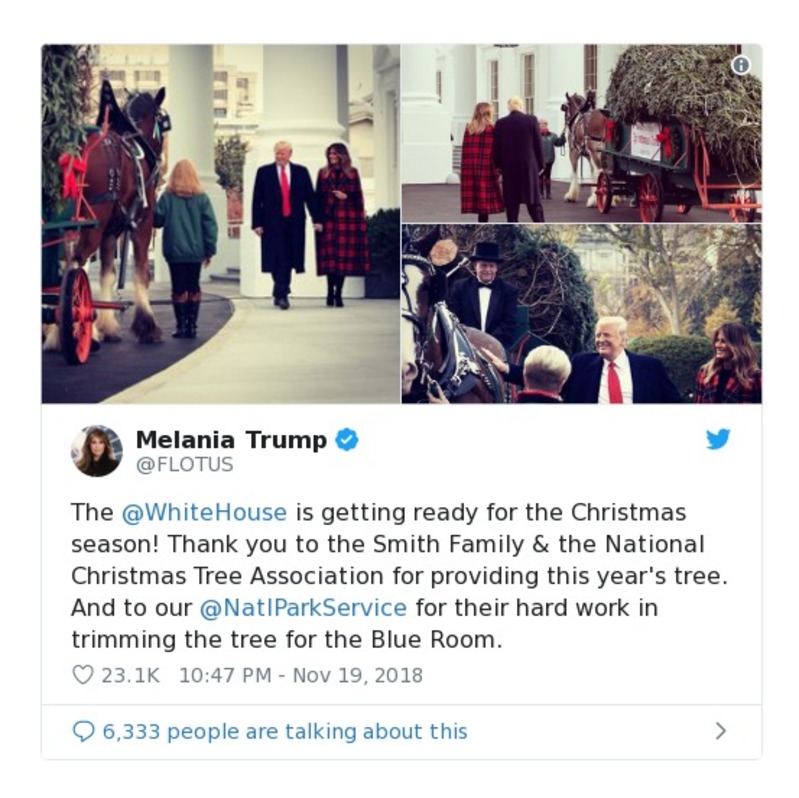 Melania Trump
@FLOTUS
The @WhiteHouse is getting ready for the Christmas
season! Thank you to the Smith Family & the National
Christmas Tree Association for providing this year's tree.
And to our @NatlParkService for their hard work in
trimming the tree for the Blue Room.
23.1K 10:47 PM - Nov 19, 2018
6,333 people are talking about this